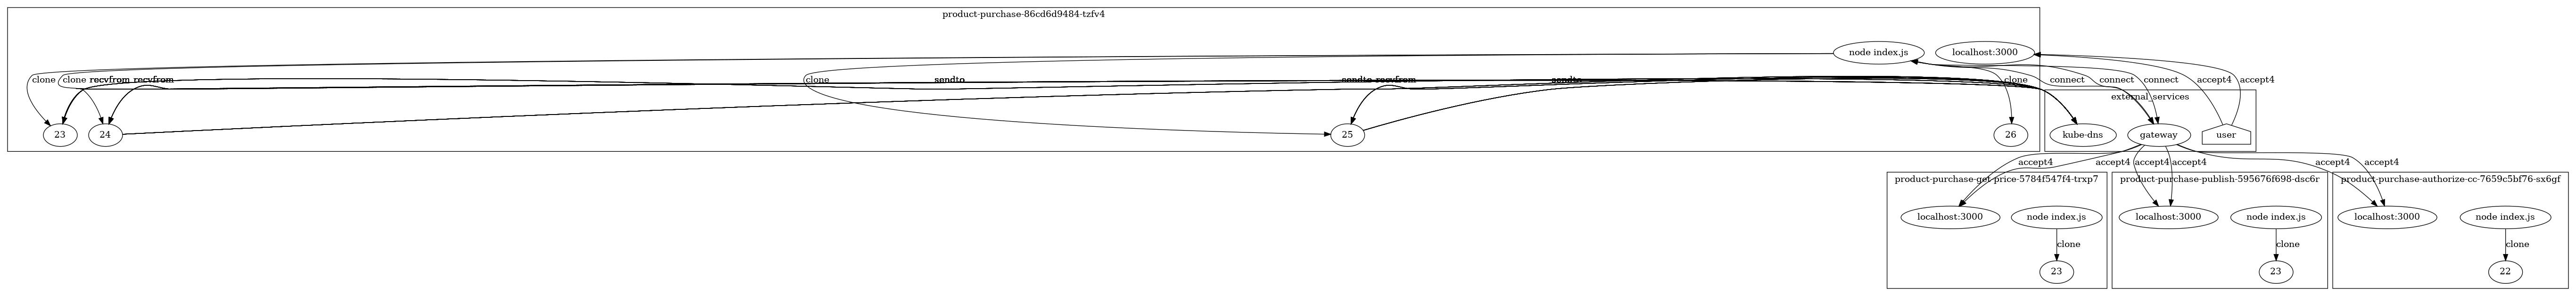 product-purchase-86cd6d9484-tzfv4
node index.js
localhost:3000
clone
clone
recvfrom
recvfrom
clone
sendto
sendto
recvfrom
sendto
clone
connect
connect
connect
accept4
accept4
external_services
23
24
25
26
kube-dns
gateway
user
accept4
accept4
accept4
accept4
accept4
accept4
product-purchase-get-price-5784f547f4-trxp7
product-purchase-publish-595676f698-dsc6r
product-purchase-authorize-cc-7659c5bf76-sx6gf
localhost:3000
node index.js
localhost:3000
node index.js
localhost:3000
node index.js
clone
clone
clone
23
23
22